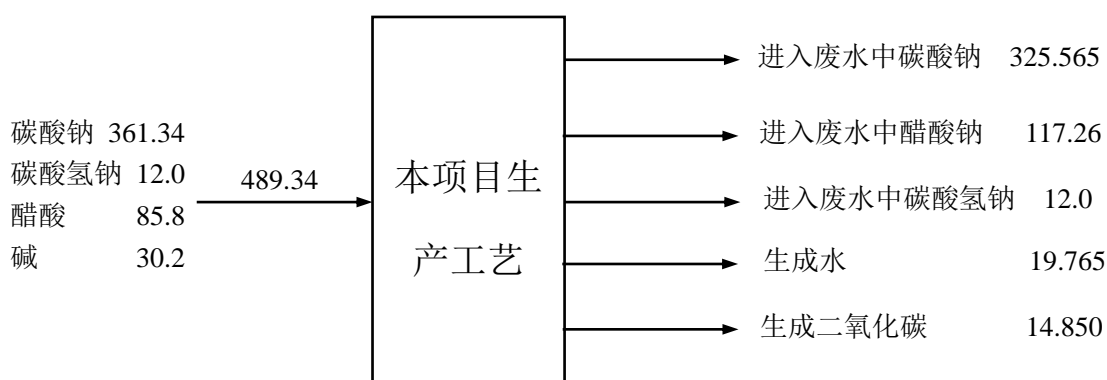 碳酸钠 361.34
碳酸氢钠 12.0
醋酸 85.8
碱 30.2
489.34
本项目生
产工艺
进入废水中碳酸钠 325.565
进入废水中醋酸钠 117.26
进入废水中碳酸氢钠 12.0
生成水 19.765
生成二氧化碳 14.850